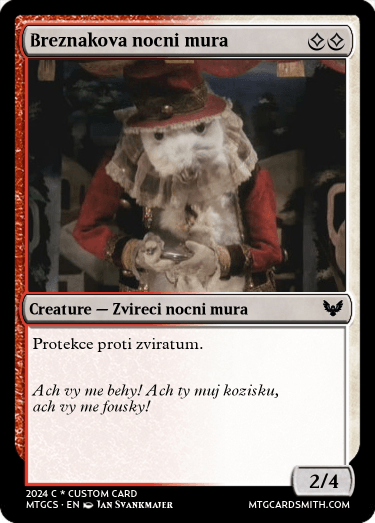 Breznakova nocni mura
Creature — Zvireci nocni mura
Protekce proti zviratum.
Ach vy me behy! Ach ty muj kozisku,
ach vy me fousky!
2/4
2024 C * CUSTOM CARD
MTGCS · EN JAN SVANKMAJER
MTGCARDSMITH.COM